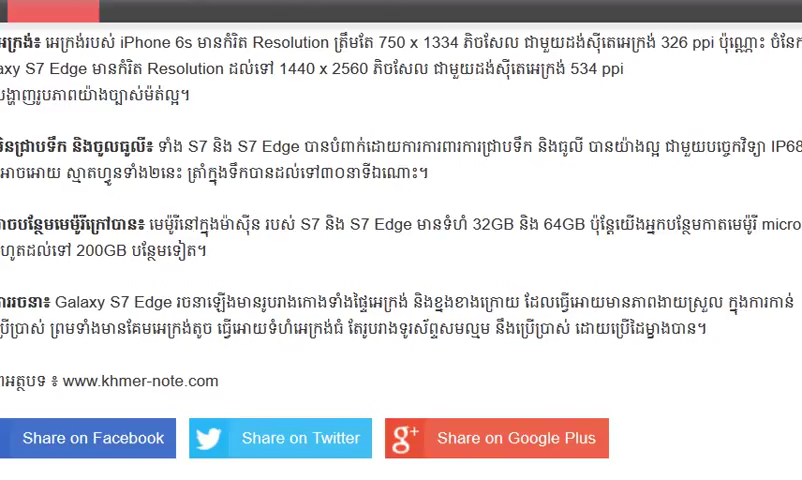 អេក្រង់៖ អេក្រង់របស់ iPhone 6s មានកំរិត Resolution ត្រឹមតែ 750 x 1334 ភិចសែល ជាមួយដង់ស៊ីតេអេក្រង់ 326 ppi ប៉ុណ្ណោះ ចំនែក
axy S7 Edge មានកំរិត Resolution ដល់ទៅ 1440 x 2560 ភិចសែល ជាមួយដង់ស៊ីតេអេក្រង់ 534 ppi
បង្ហាញរូបភាពយ៉ាងច្បាស់ម៉ត់ល្អ។
មិនជ្រាបទឹក និងចូលធូលី៖ ទាំង S7 និង S7 Edge បានបំពាក់ដោយការការពារការជ្រាបទឹក និងធូលី បានយ៉ាងល្អ ជាមួយបច្ចេកវិទ្យា IP68
អាចអោយ ស្មាតហ្វូនទាំង២នេះ ត្រាំក្នុងទឹកបានដល់ទៅ៣០នាទីឯណោះ។
អាចបន្ថែមមេម៉ូរីក្រៅបាន៖ មេម៉ូរីនៅក្នុងម៉ាស៊ីន របស់ S7 និង S7 Edge មានទំហំ 32GB និង 64GB ប៉ុន្តែយើងអ្នកបន្ថែមកាតមេម៉ូរី micro
រហូតដល់ទៅ 200GB បន្ថែមទៀត។
ការរចនា៖ Galaxy S7 Edge រចនាឡើងមានរូបរាងកោងទាំងផ្ទៃអេក្រង់ និងខ្នងខាងក្រោយ ដែលធ្វើអោយមានភាពងាយស្រួល ក្នុងការកាន់
ប្រើប្រាស់ ព្រមទាំងមានគែមអេក្រង់តូច ធ្វើអោយទំហំអេក្រង់ធំ តែរូបរាងទូរស័ព្ទសមល្មម នឹងប្រើប្រាស់ ដោយប្រើដៃម្ខាងបាន។
អត្ថបទ ៖ www.khmer-note.com
Share on Facebook Share on Twitter g+ Share on Google Plus